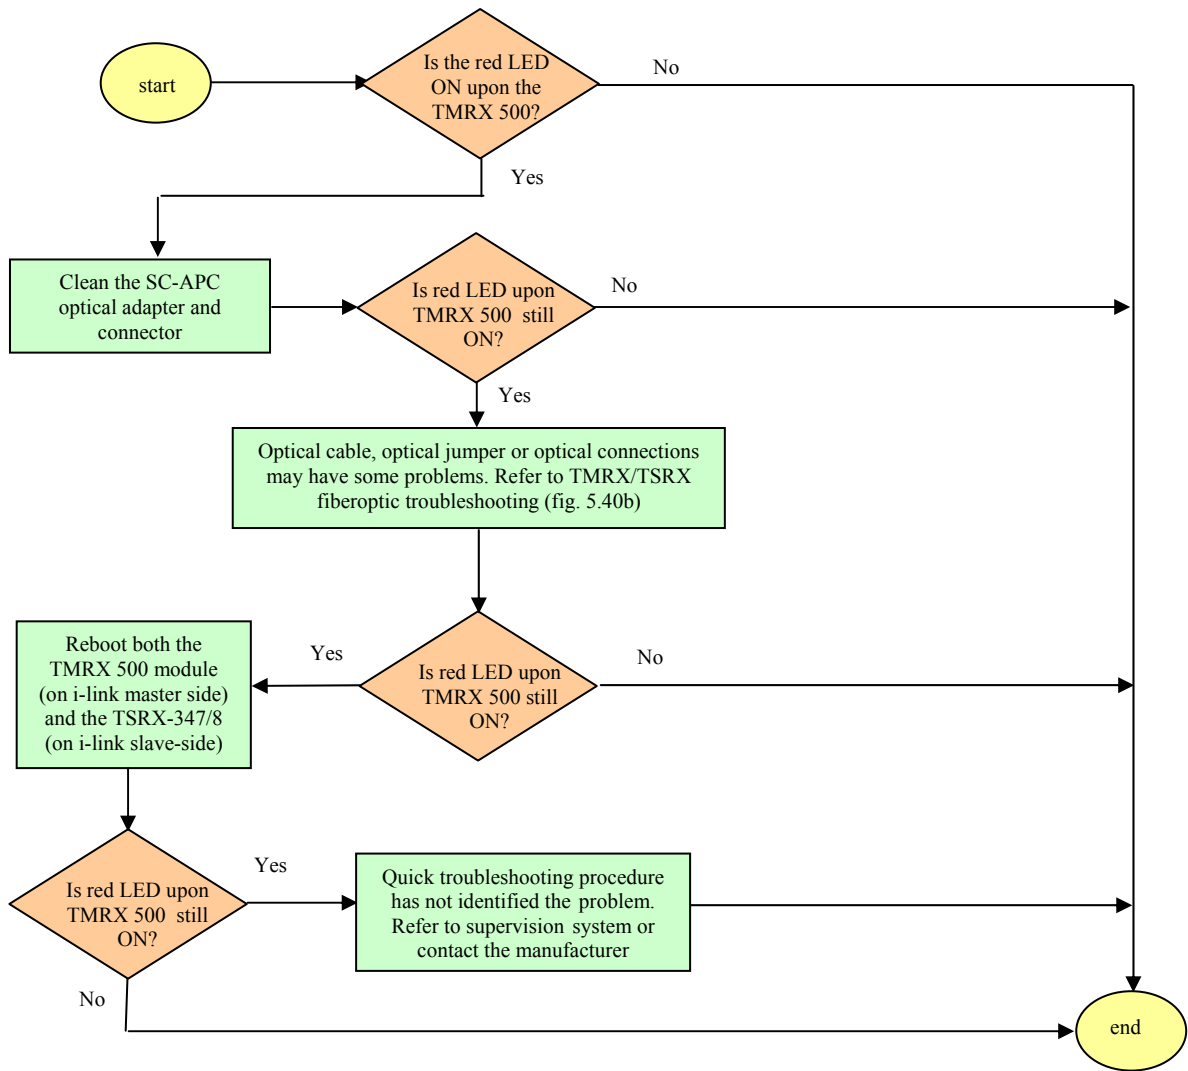 start
Is the red LED
ON upon the
TMRX 500?
No
Yes
Clean the SC-APC
optical adapter and
connector
Is red LED upon
TMRX 500 still
ON?
No
Yes
Optical cable, optical jumper or optical connections
may have some problems. Refer to TMRX/TSRX
fiberoptic troubleshooting (fig. 5.40b)
Reboot both the
TMRX 500 module
(on i-link master side)
and the TSRX-347/8
(on i-link slave-side)
Yes
Is red LED upon
TMRX 500 still
ON?
No
Is red LED upon
TMRX 500 still
ON?
Yes
Quick troubleshooting procedure
has not identified the problem.
Refer to supervision system or
contact the manufacturer
No
end